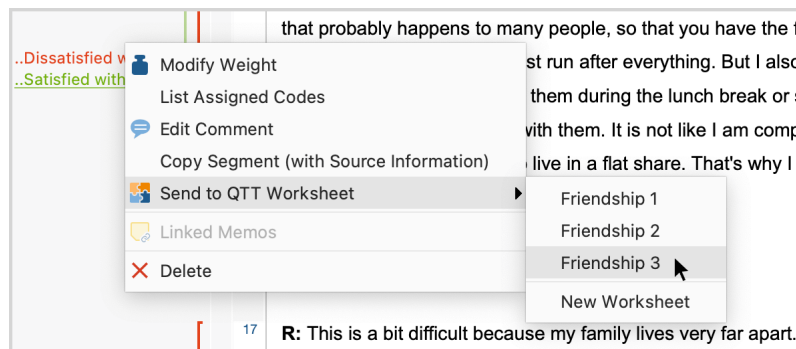 that probably happens to many people, so that you have the f
..Dissatisfied w
st run after everything. But I also
..Satisfied with
Modify Weight
List Assigned Codes
them during the lunch break or s
Edit Comment
with them. It is not like I am comp
Copy Segment (with Source Information)
live in a flat share. That's why I
Send to QTT Worksheet
Friendship 1
Linked Memos
Friendship 2
Delete
Friendship 3
New Worksheet
17 R: This is a bit difficult because my family lives very far apart.